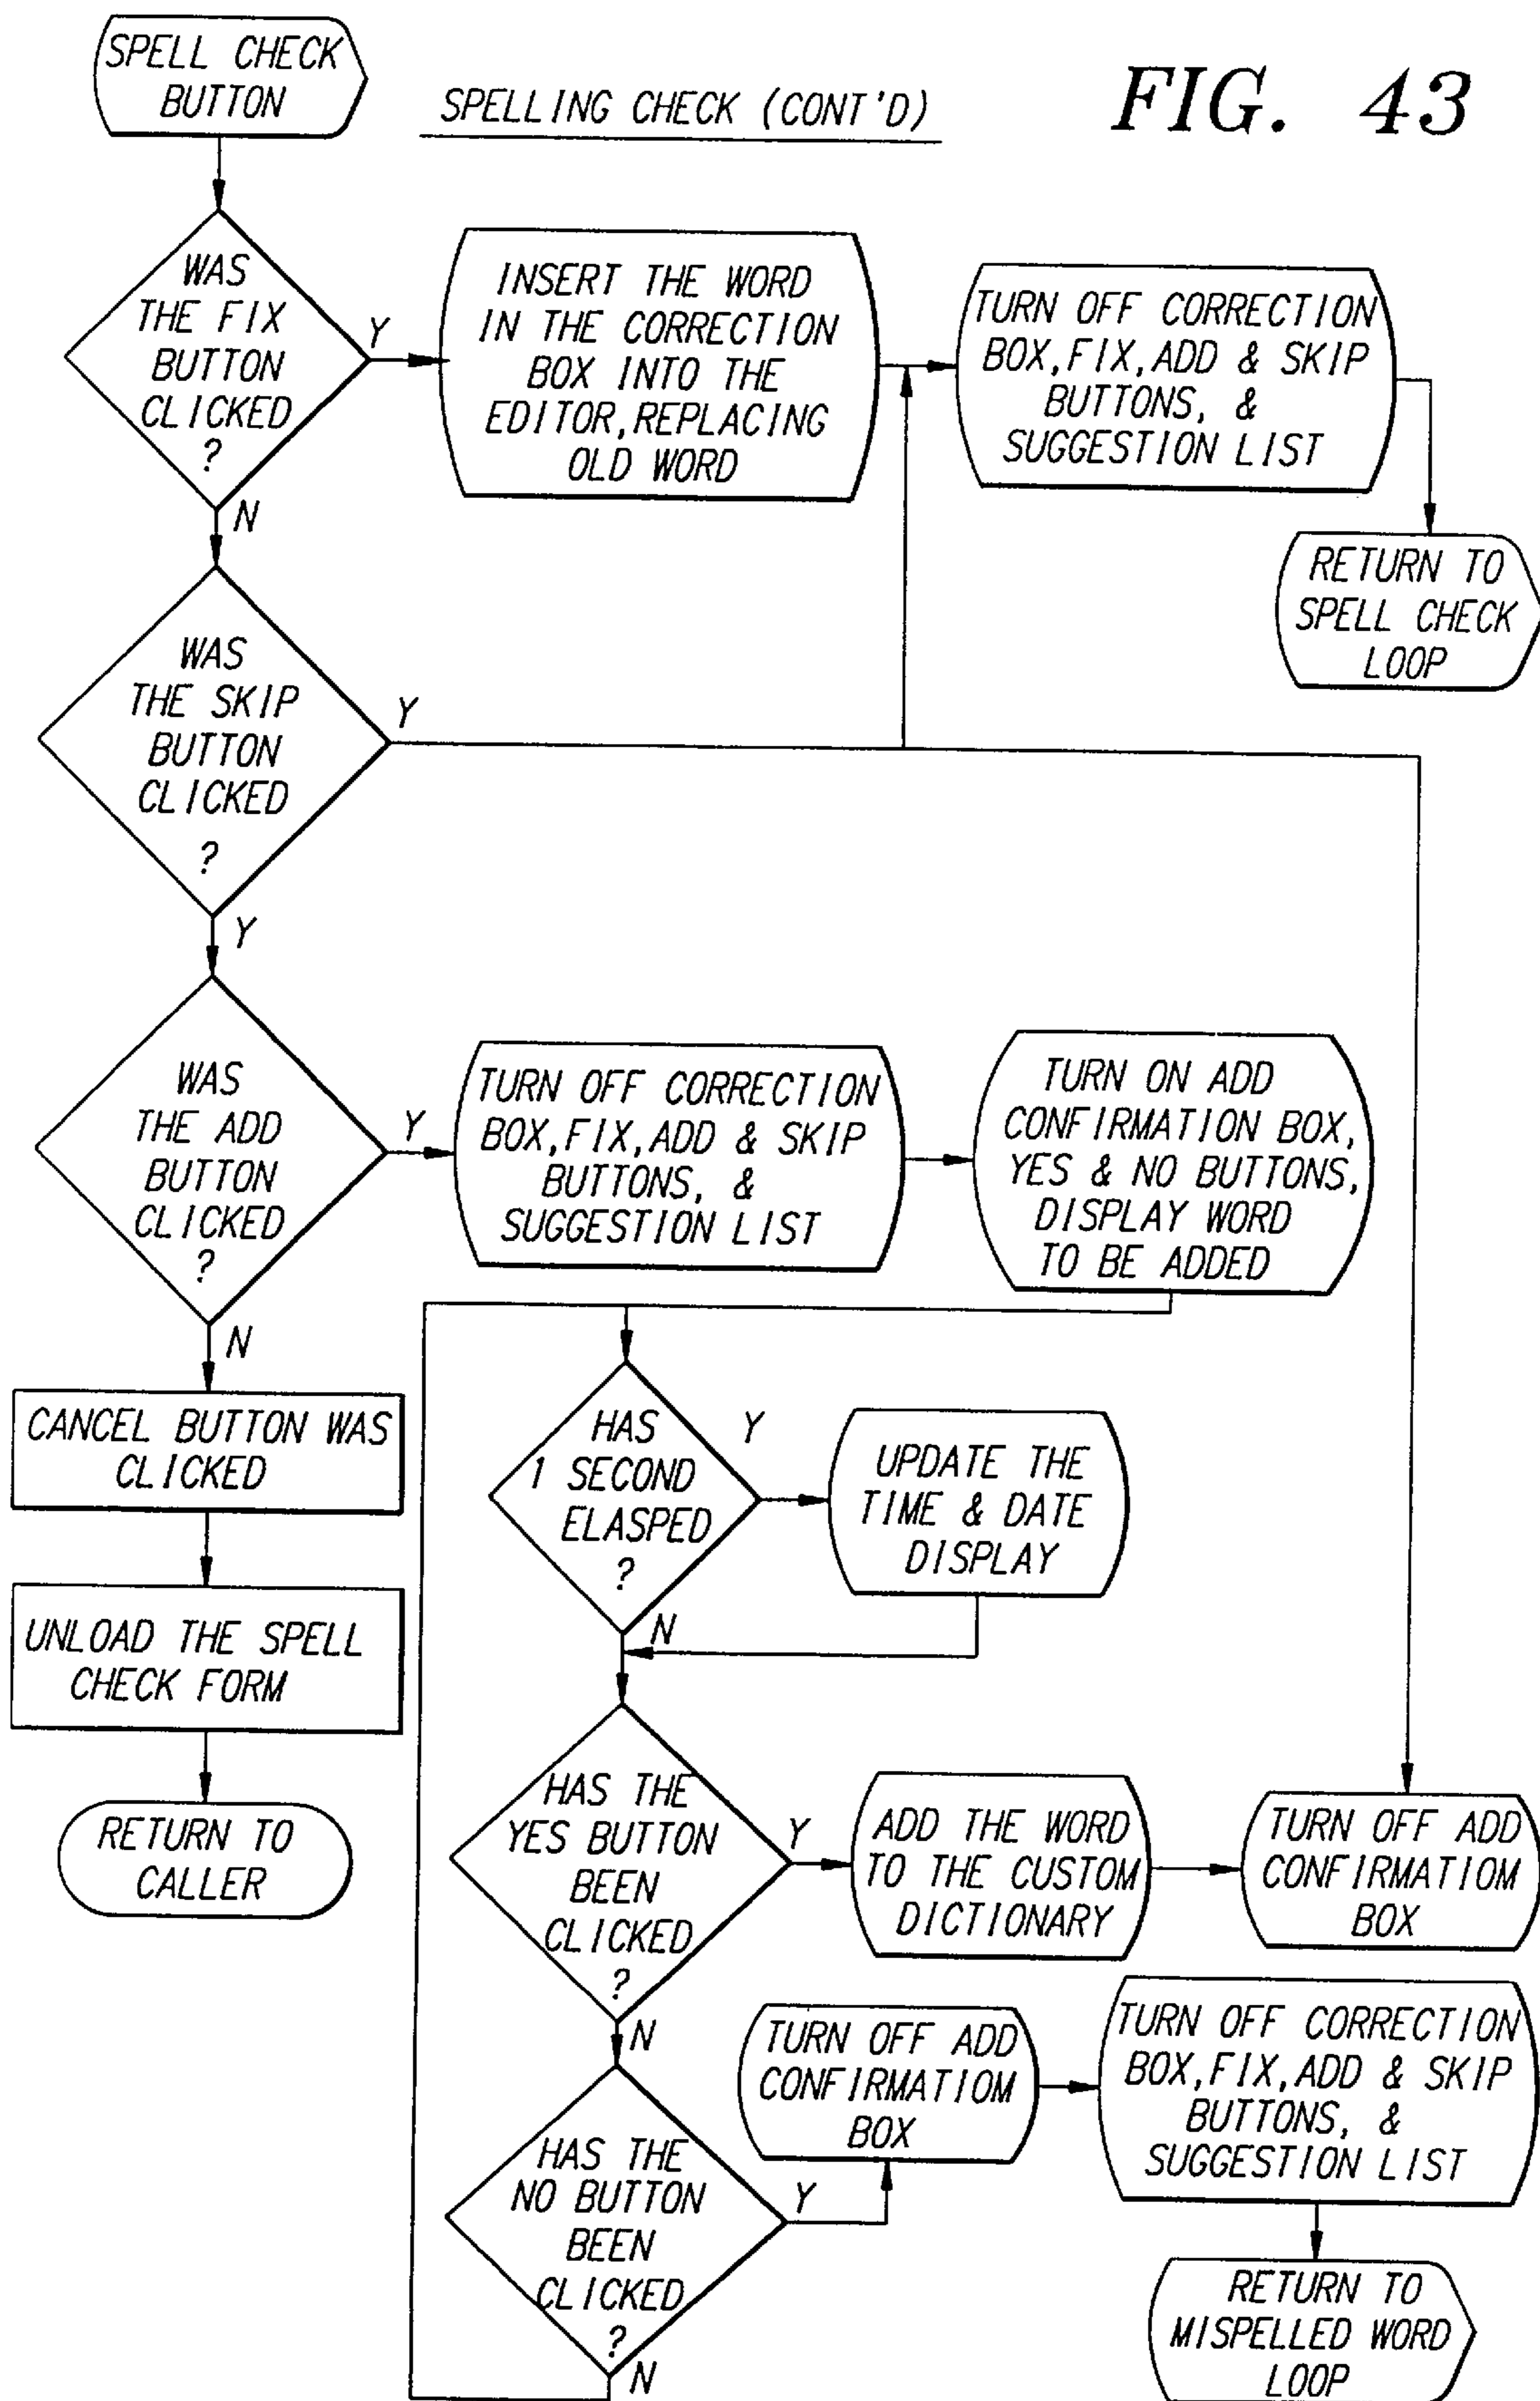 SPELL CHECK
BUTTON
SPELLING CHECK (CONT'D)
FIG. 43
WAS
THE FIX
BUTTON
CLICKED
?
Y
N
INSERT THE WORD
IN THE CORRECTION
BOX INTO THE
EDITOR, REPLACING
OLD WORD
TURN OFF CORRECTION
BOX, FIX, ADD & SKIP
BUTTONS, &
SUGGESTION LIST
RETURN TO
SPELL CHECK
LOOP
WAS
THE SKIP
BUTTON
CLICKED
?
Y
Y
WAS
THE ADD
BUTTON
CLICKED
?
Y
N
TURN OFF CORRECTION
BOX, FIX, ADD & SKIP
BUTTONS, &
SUGGESTION LIST
TURN ON ADD
CONFIRMATION BOX,
YES & NO BUTTONS,
DISPLAY WORD
TO BE ADDED
CANCEL BUTTON WAS
CLICKED
UNLOAD THE SPELL
CHECK FORM
RETURN TO
CALLER
HAS
1 SECOND
ELASPED
?
Y
N
UPDATE THE
TIME & DATE
DISPLAY
HAS THE
YES BUTTON
BEEN
CLICKED
?
Y
N
ADD THE WORD
TO THE CUSTOM
DICTIONARY
TURN OFF ADD
CONFIRMATIOM
BOX
HAS THE
NO BUTTON
BEEN
CLICKED
?
Y
N
TURN OFF ADD
CONFIRMATIOM
BOX
TURN OFF CORRECTION
BOX, FIX, ADD & SKIP
BUTTONS, &
SUGGESTION LIST
RETURN TO
MISPELLED WORD
LOOP